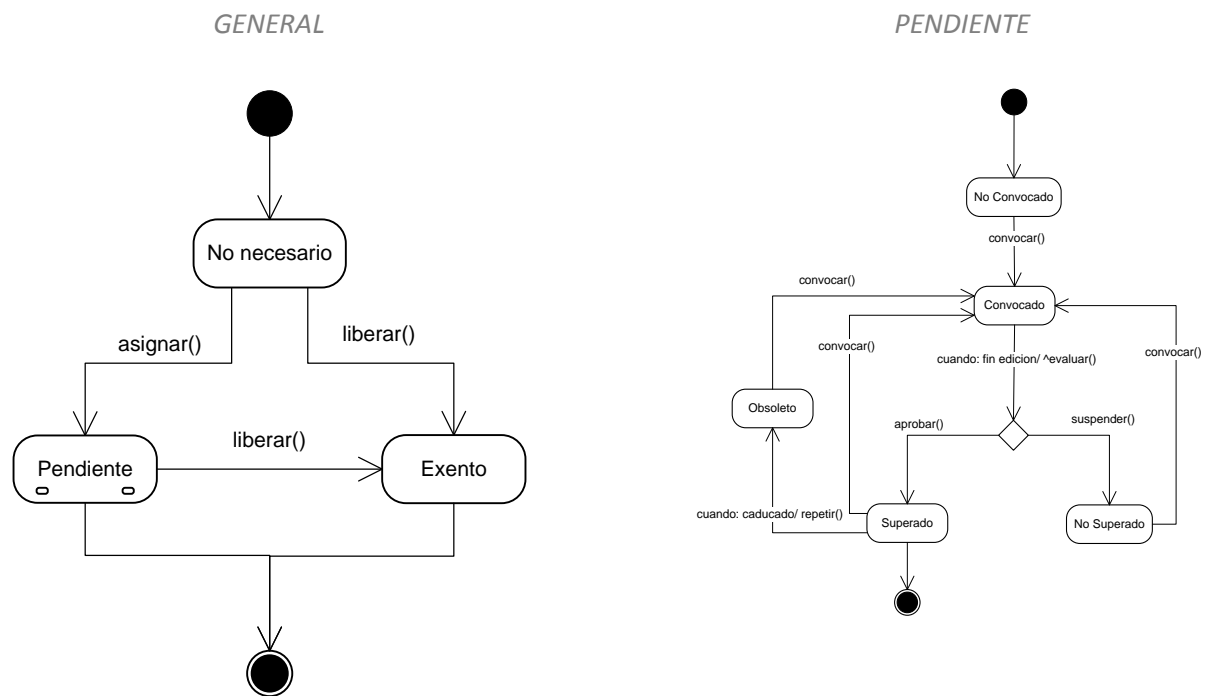 GENERAL
No necesario
asignar()
liberar()
Pendiente
liberar()
Exento
PENDIENTE
No Convocado
convocar()
convocar()
Convocado
convocar()
cuando: fin edicion/ ^evaluar()
convocar()
Obsoleto
aprobar()
suspender()
cuando: caducado/ repetir()
Superado
No Superado